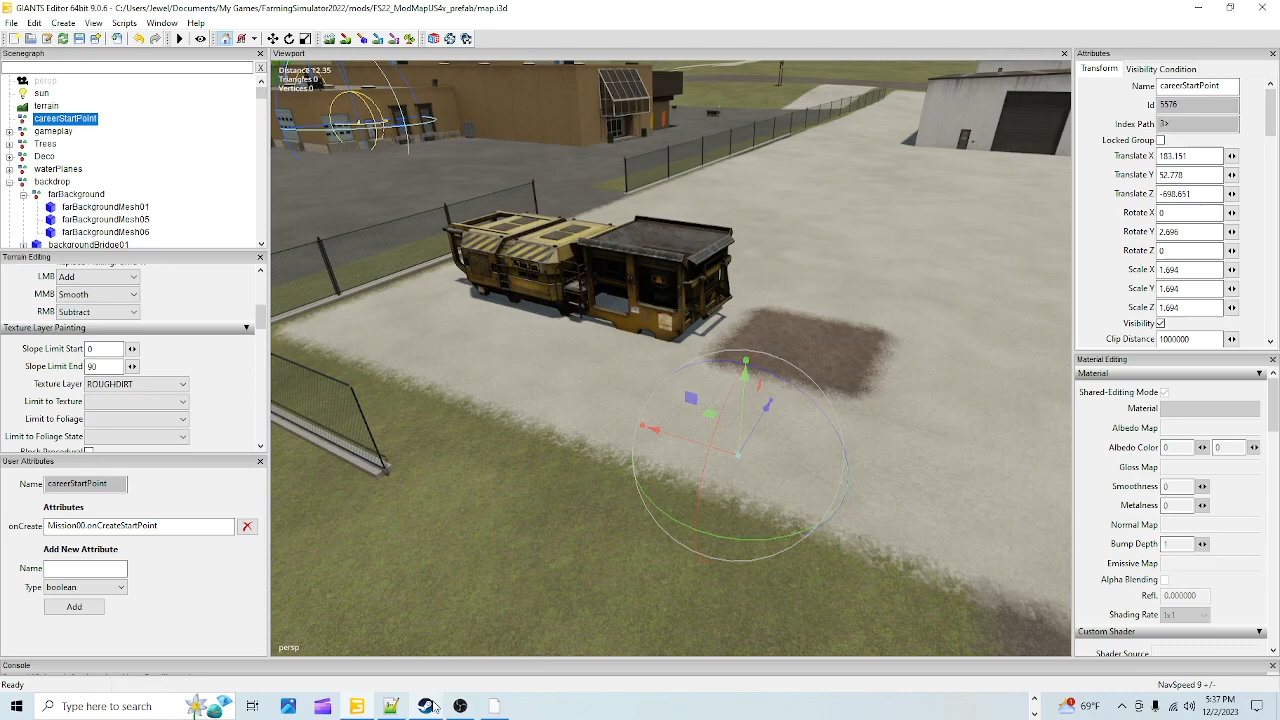 GIANTS Editor 64bit 9.0.6 - C:/Users/Jewel/Documents/My Games/FarmingSimulator2022/mods/FS22_ModMapUS4x_prefab/map.i3d
File Edit Create View Scripts Window Help
Scenegraph
X
persp
sun
terrain
careerStartPoint
gameplay
Trees
Deco
waterPlanes
backdrop
farBackground
farBackgroundMesh01
farBackgroundMesh05
farBackgroundMesh06
backgroundBridge01
Terrain Editing
LMB Add
MMB Smooth
RMB Subtract
Texture Layer Painting
Slope Limit Start 0
Slope Limit End 90
Texture Layer ROUGHDIRT
Limit to Texture
Limit to Foliage
Limit to Foliage State
User Attributes
Name careerStartPoint
Attributes
onCreate Mission00.onCreateStartPoint
Add New Attribute
Name
Type boolean
Add
Viewport
Distance 12.35
Triangles 0
Vertices 0
persp
Attributes
Transform Visibility Condition
Name careerStartPoint
Id 5576
Index Path 3>
Locked Group
Translate X 183.151
Translate Y 52.778
Translate Z -698.651
Rotate X 0
Rotate Y 2.696
Rotate Z 0
Scale X 1.694
Scale Y 1.694
Scale Z 1.694
Visibility
Clip Distance 1000000
Material Editing
Material
Shared-Editing Mode
Material
Albedo Map
Albedo Color 0 0
Gloss Map
Smoothness 0
Metalness 0
Normal Map
Bump Depth 1
Emissive Map
Alpha Blending
Refl. 0.000000
Shading Rate 1x1
Custom Shader
Shader Source
Console
Ready
NavSpeed 9 +/-
Type here to search
69°F
5:37 PM
12/2/2023